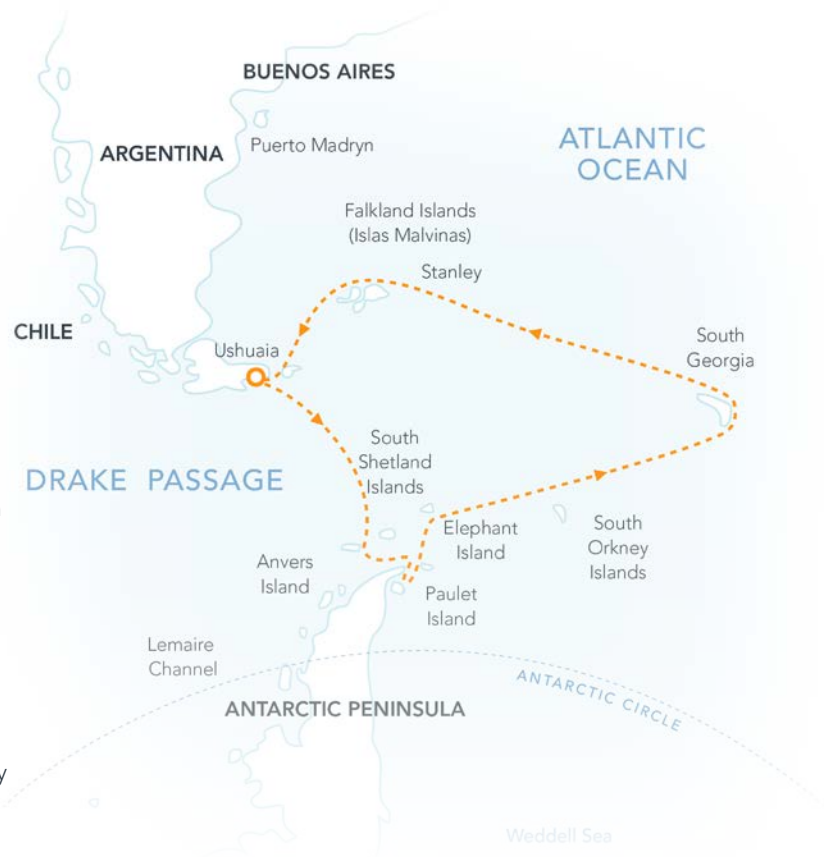 BUENOS AIRES
ATLANTIC
OCEAN
ARGENTINA
Puerto Madryn
Falkland Islands
(Islas Malvinas)
Stanley
CHILE
Ushuaia
South
Georgia
South
Shetland
Islands
DRAKE PASSAGE
Elephant
Island
South
Orkney
Islands
Anvers
Island
Paulet
Island
Lemaire
Channel
ANTARCTIC CIRCLE
ANTARCTIC PENINSULA
y
Weddell Sea